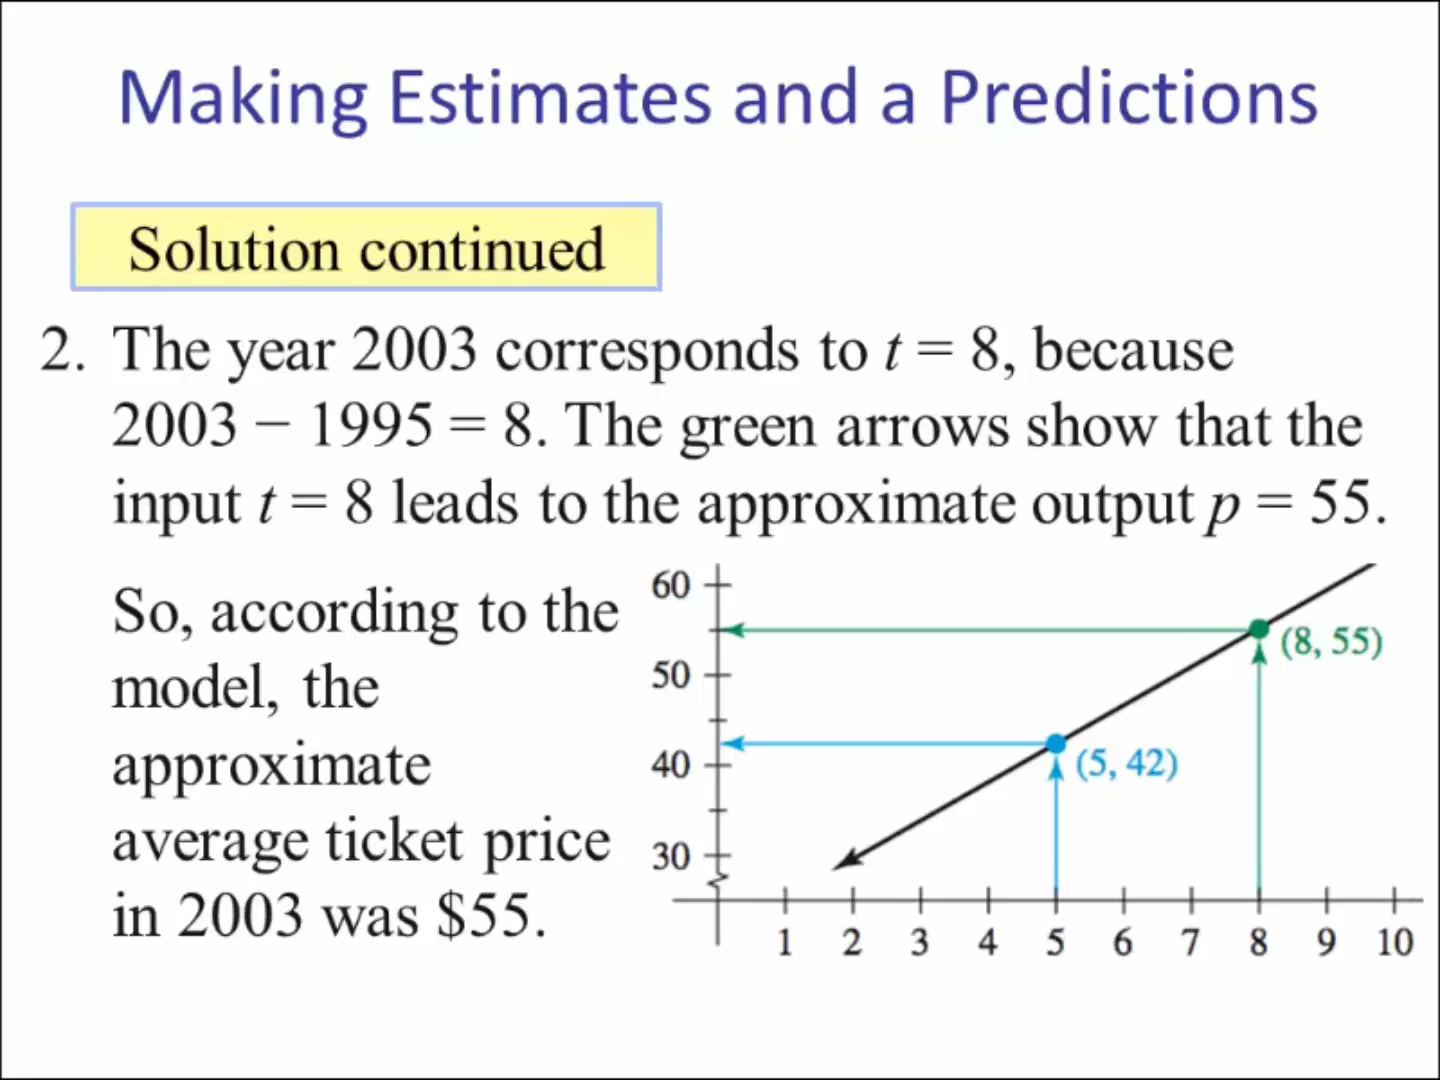 Making Estimates and a Predictions
Solution continued
2. The year 2003 corresponds to t = 8, because
2003 − 1995 = 8. The green arrows show that the
input t = 8 leads to the approximate output p = 55.
So, according to the
model, the
approximate
average ticket price
in 2003 was $55.
60
50
40
30
(8, 55)
(5, 42)
1 2 3 4 5 6 7 8 9 10